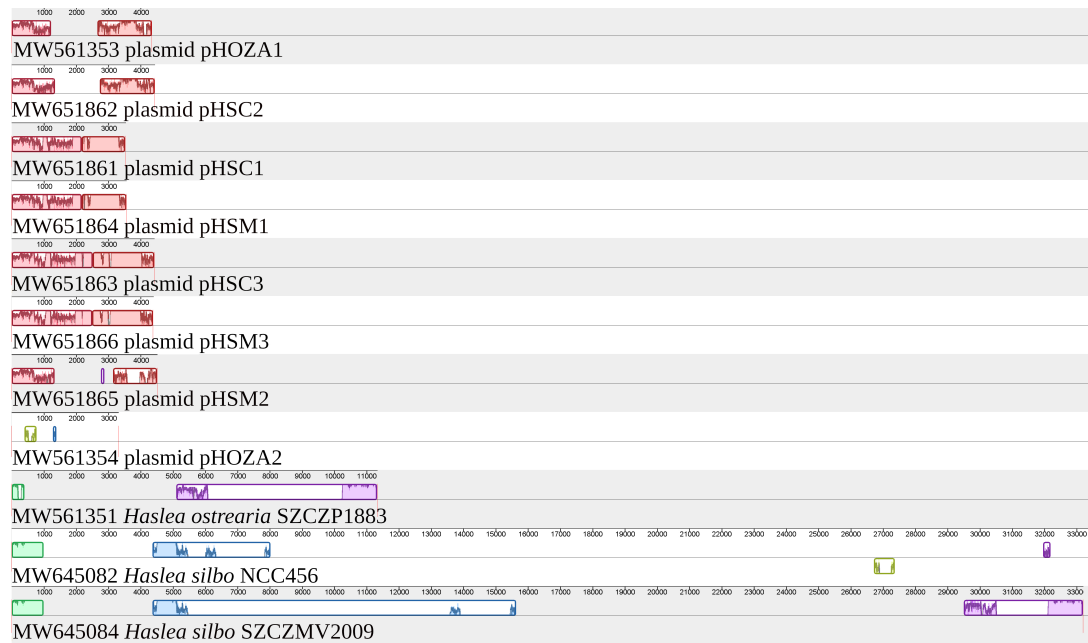 1000 2000 3000 4000
MW561353 plasmid pHOZA1
1000 2000 3000 4000
MW651862 plasmid pHSC2
1000 2000 3000
MW651861 plasmid pHSC1
1000 2000 3000
MW651864 plasmid pHSM1
1000 2000 3000 4000
MW651863 plasmid pHSC3
1000 2000 3000 4000
MW651866 plasmid pHSM3
1000 2000 3000 4000
MW651865 plasmid pHSM2
1000 2000 3000
MW561354 plasmid pHOZA2
1000 2000 3000 4000 5000 6000 7000 8000 9000 10000 11000
MW561351 Haslea ostrearia SZCZP1883
1000 2000 3000 4000 5000 6000 7000 8000 9000 10000 11000 12000 13000 14000 15000 16000 17000 18000 19000 20000 21000 22000 23000 24000 25000 26000 27000 28000 29000 30000 31000 32000 33000
MW645082 Haslea silbo NCC456
1000 2000 3000 4000 5000 6000 7000 8000 9000 10000 11000 12000 13000 14000 15000 16000 17000 18000 19000 20000 21000 22000 23000 24000 25000 26000 27000 28000 29000 30000 31000 32000 33000
MW645084 Haslea silbo SZCZMV2009